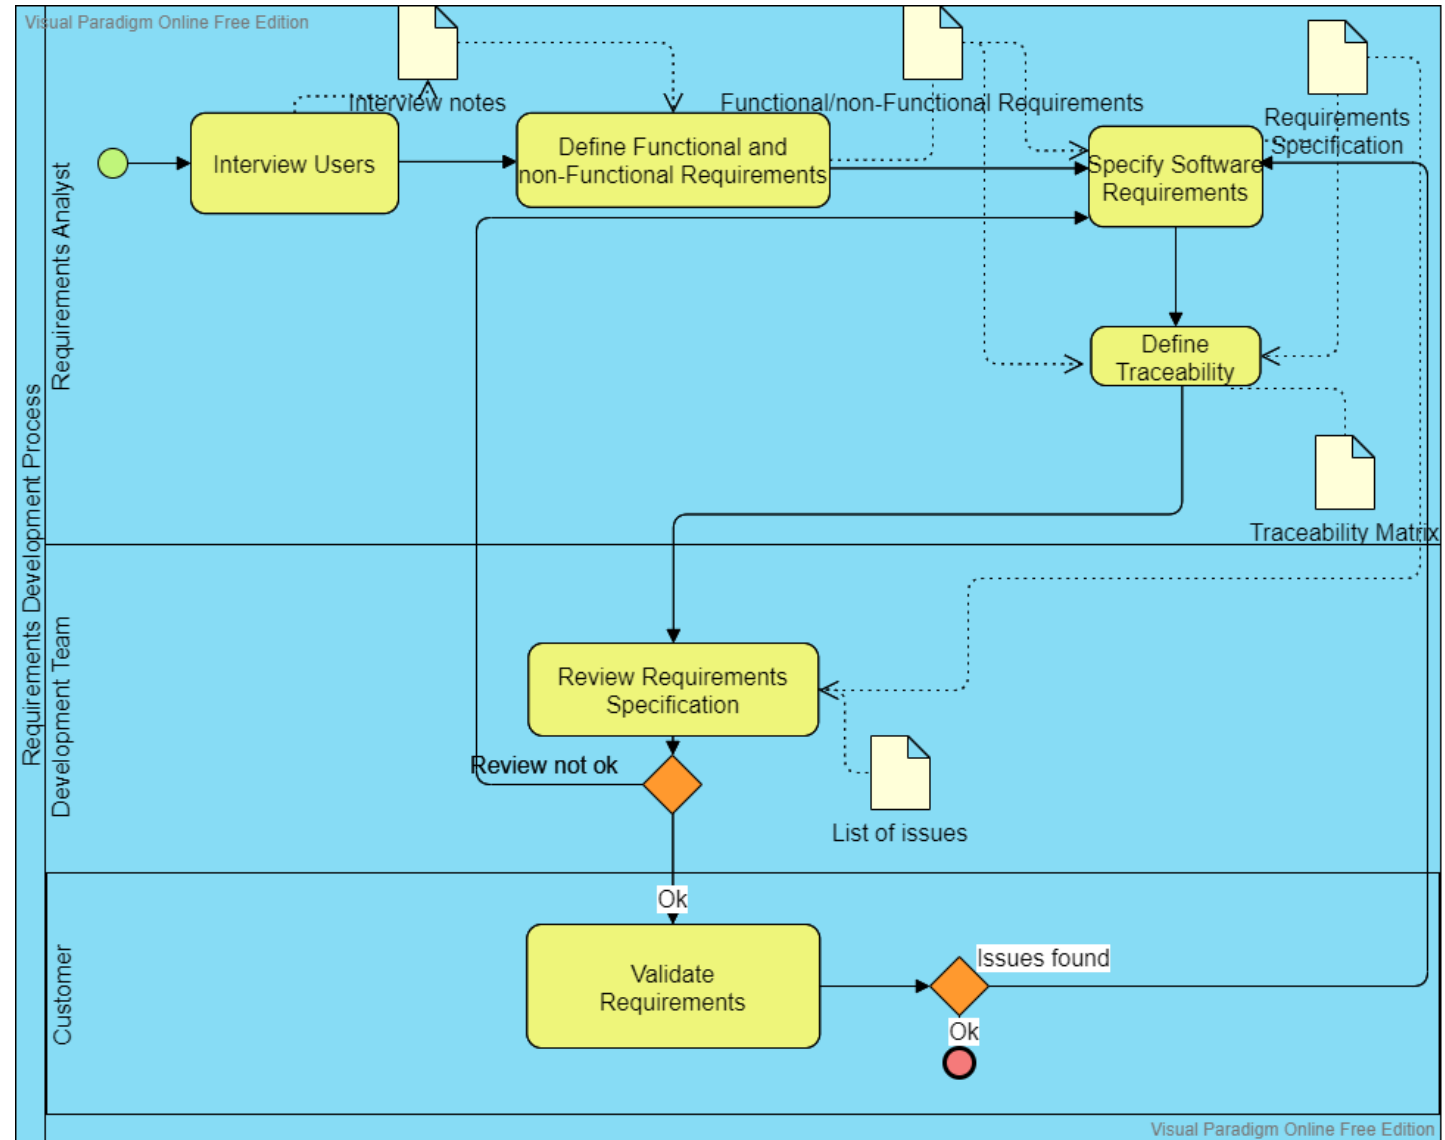 Visual Paradigm Online Free Edition
Requirements Development Process
Requirements Analyst
Interview notes
Functional/non-Functional Requirements
Requirements
Specification
Interview Users
Define Functional and
non-Functional Requirements
Specify Software
Requirements
Define
Traceability
Traceability Matrix
Development Team
Review Requirements
Specification
Review not ok
List of issues
Customer
Ok
Validate
Requirements
Issues found
Ok
Visual Paradigm Online Free Edition